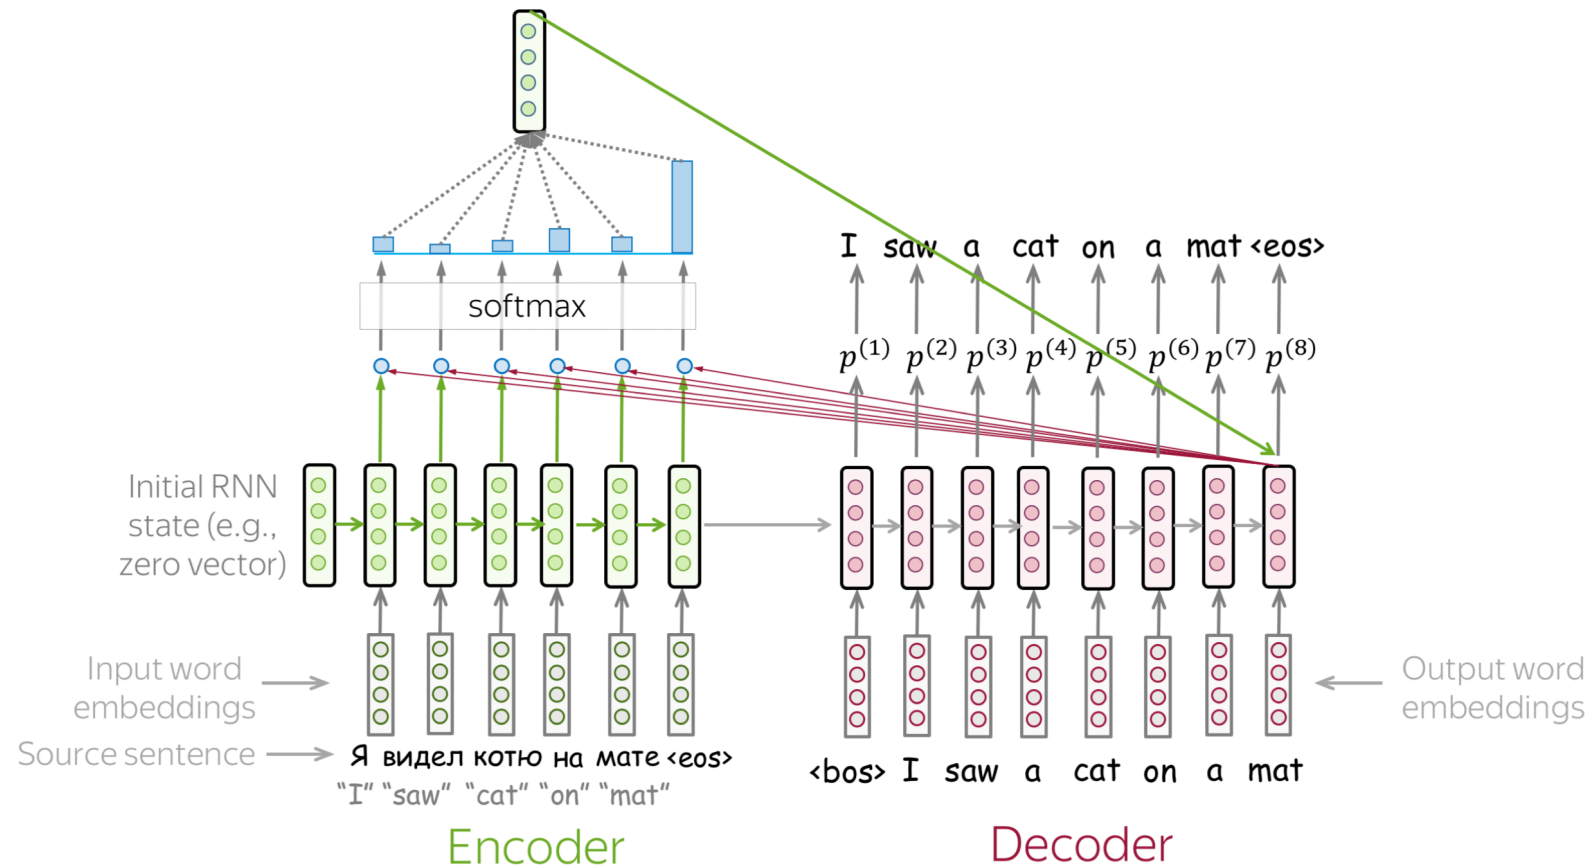 softmax
I saw a cat on a mat <eos>
p(1) p(2) p(3) p(4) p(5) p(6) p(7) p(8)
Initial RNN
state (e.g.,
zero vector)
Input word
embeddings
Output word
embeddings
Source sentence
Я видел котю на мате <eos>
"I" "saw" "cat" "on" "mat"
<bos> I saw a cat on a mat
Encoder
Decoder